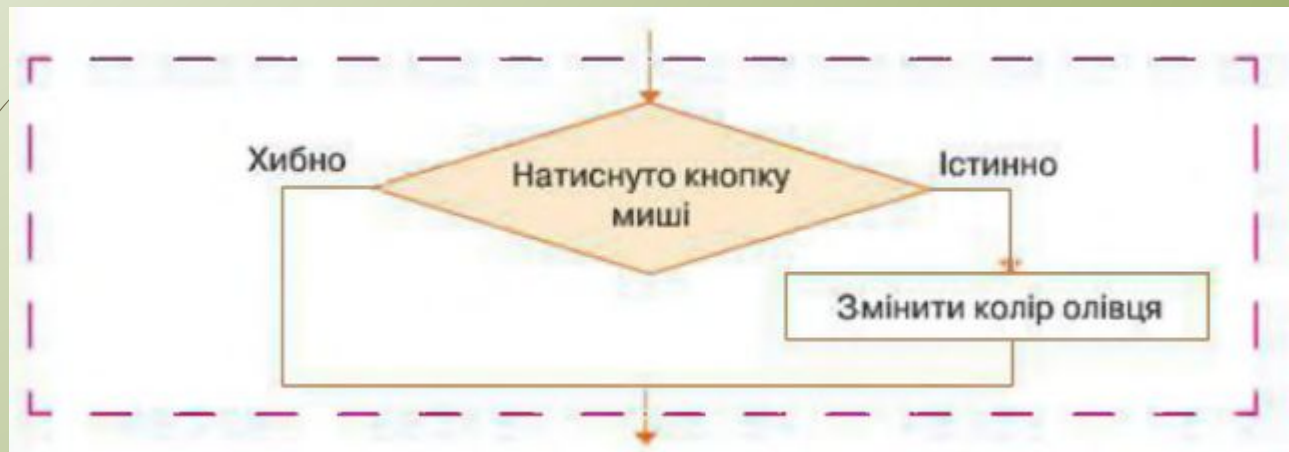 Хибно
Натиснуто кнопку
миші
Істинно
Змінити колір олівця